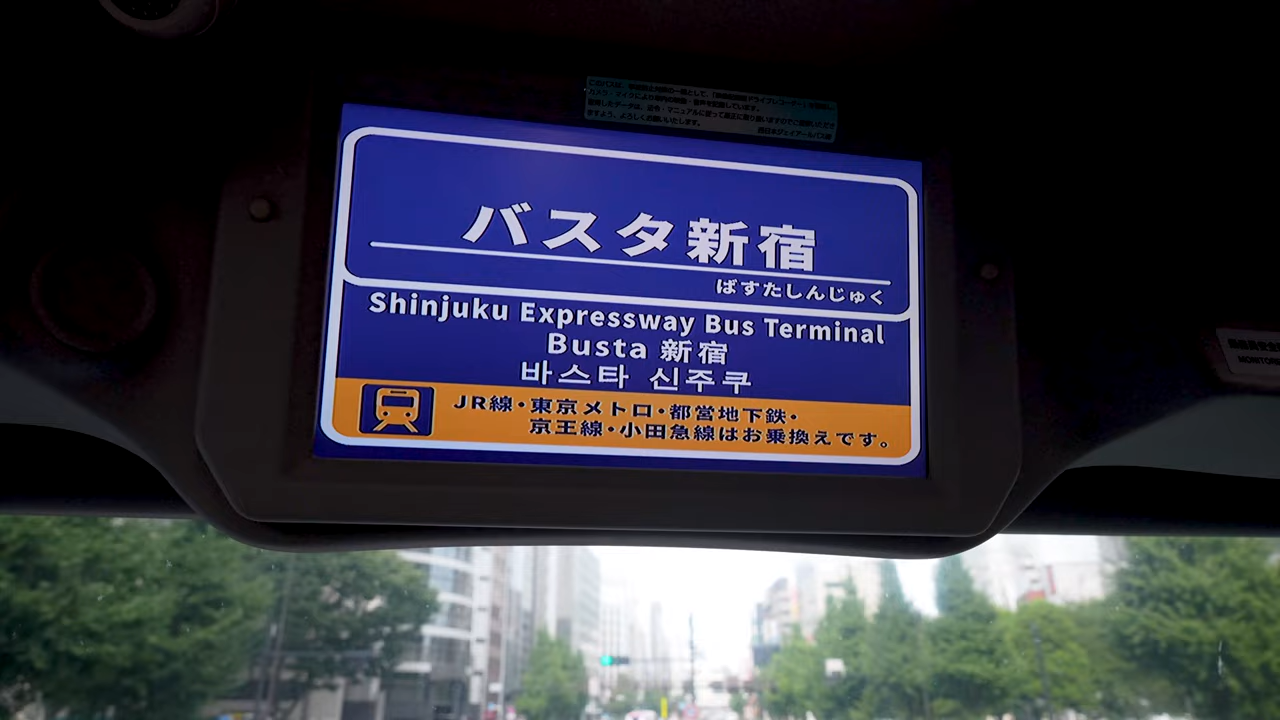 バスタ新宿
ばすたしんじゅく
Shinjuku Expressway Bus Terminal
Busta 新宿
바스타 신주쿠
JR線・東京メトロ・都営地下鉄・
京王線・小田急線はお乗換えです。
MONITOR